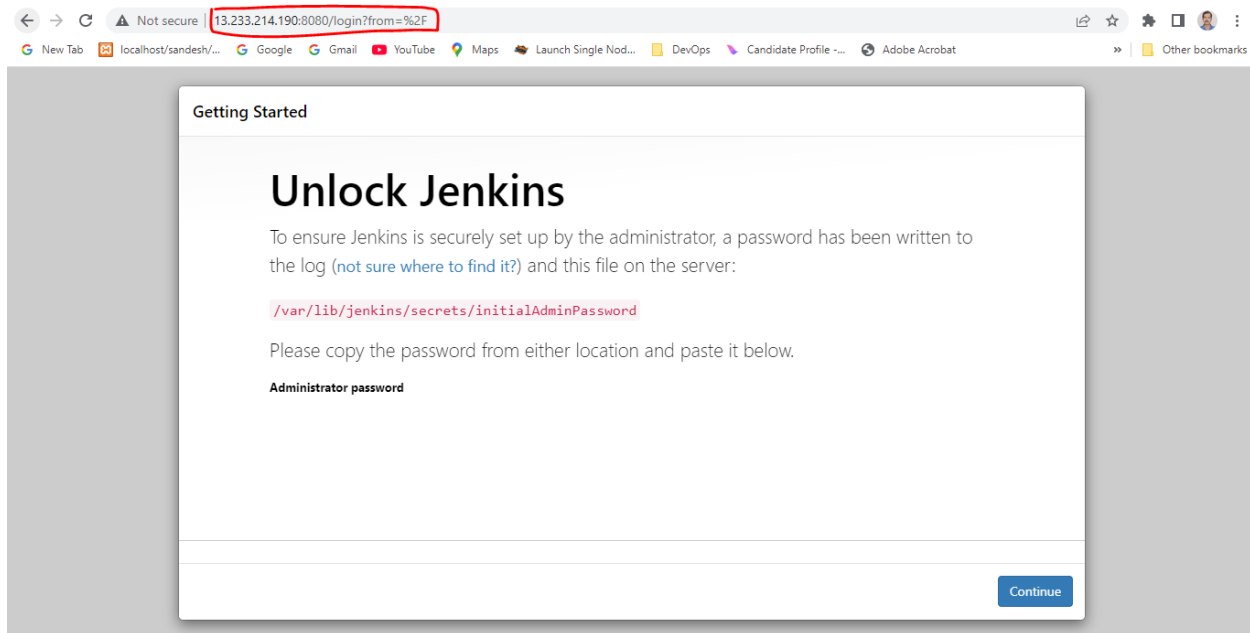 Not secure
13.233.214.190:8080/login?from=%2F
New Tab localhost/sandesh/... Google Gmail YouTube Maps Launch Single Nod... DevOps Candidate Profile -... Adobe Acrobat » Other bookmarks
Getting Started
Unlock Jenkins
To ensure Jenkins is securely set up by the administrator, a password has been written to
the log (not sure where to find it?) and this file on the server:
/var/lib/jenkins/secrets/initialAdminPassword
Please copy the password from either location and paste it below.
Administrator password
Continue